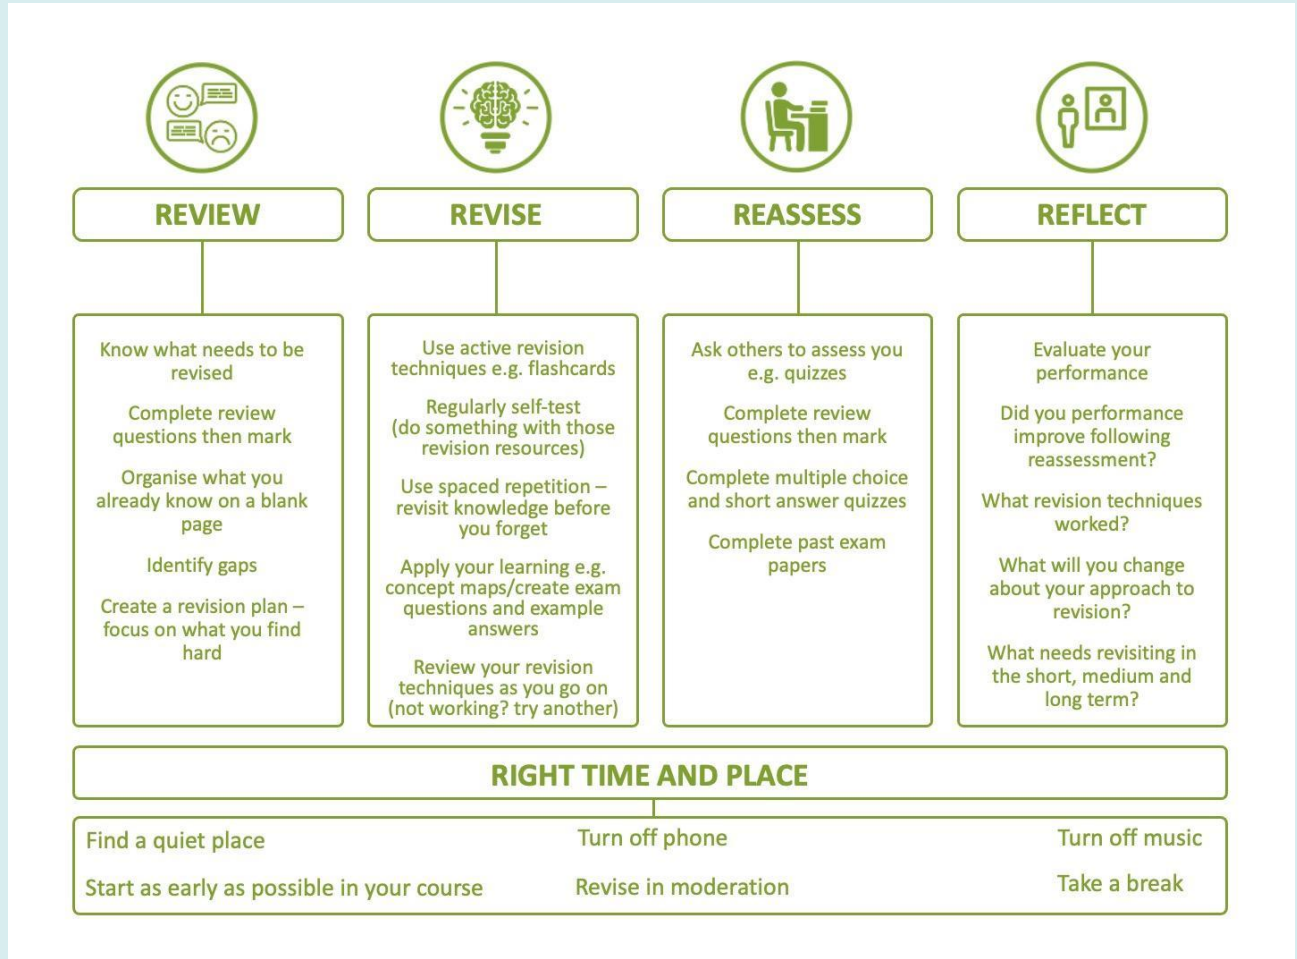 REVIEW
Know what needs to be
revised
Complete review
questions then mark
Organise what you
already know on a blank
page
Identify gaps
Create a revision plan –
focus on what you find
hard
REVISE
Use active revision
techniques e.g. flashcards
Regularly self-test
(do something with those
revision resources)
Use spaced repetition –
revisit knowledge before
you forget
Apply your learning e.g.
concept maps/create exam
questions and example
answers
Review your revision
techniques as you go on
(not working? try another)
REASSESS
Ask others to assess you
e.g. quizzes
Complete review
questions then mark
Complete multiple choice
and short answer quizzes
Complete past exam
papers
REFLECT
Evaluate your
performance
Did you performance
improve following
reassessment?
What revision techniques
worked?
What will you change
about your approach to
revision?
What needs revisiting in
the short, medium and
long term?
RIGHT TIME AND PLACE
Find a quiet place
Turn off phone
Turn off music
Start as early as possible in your course
Revise in moderation
Take a break